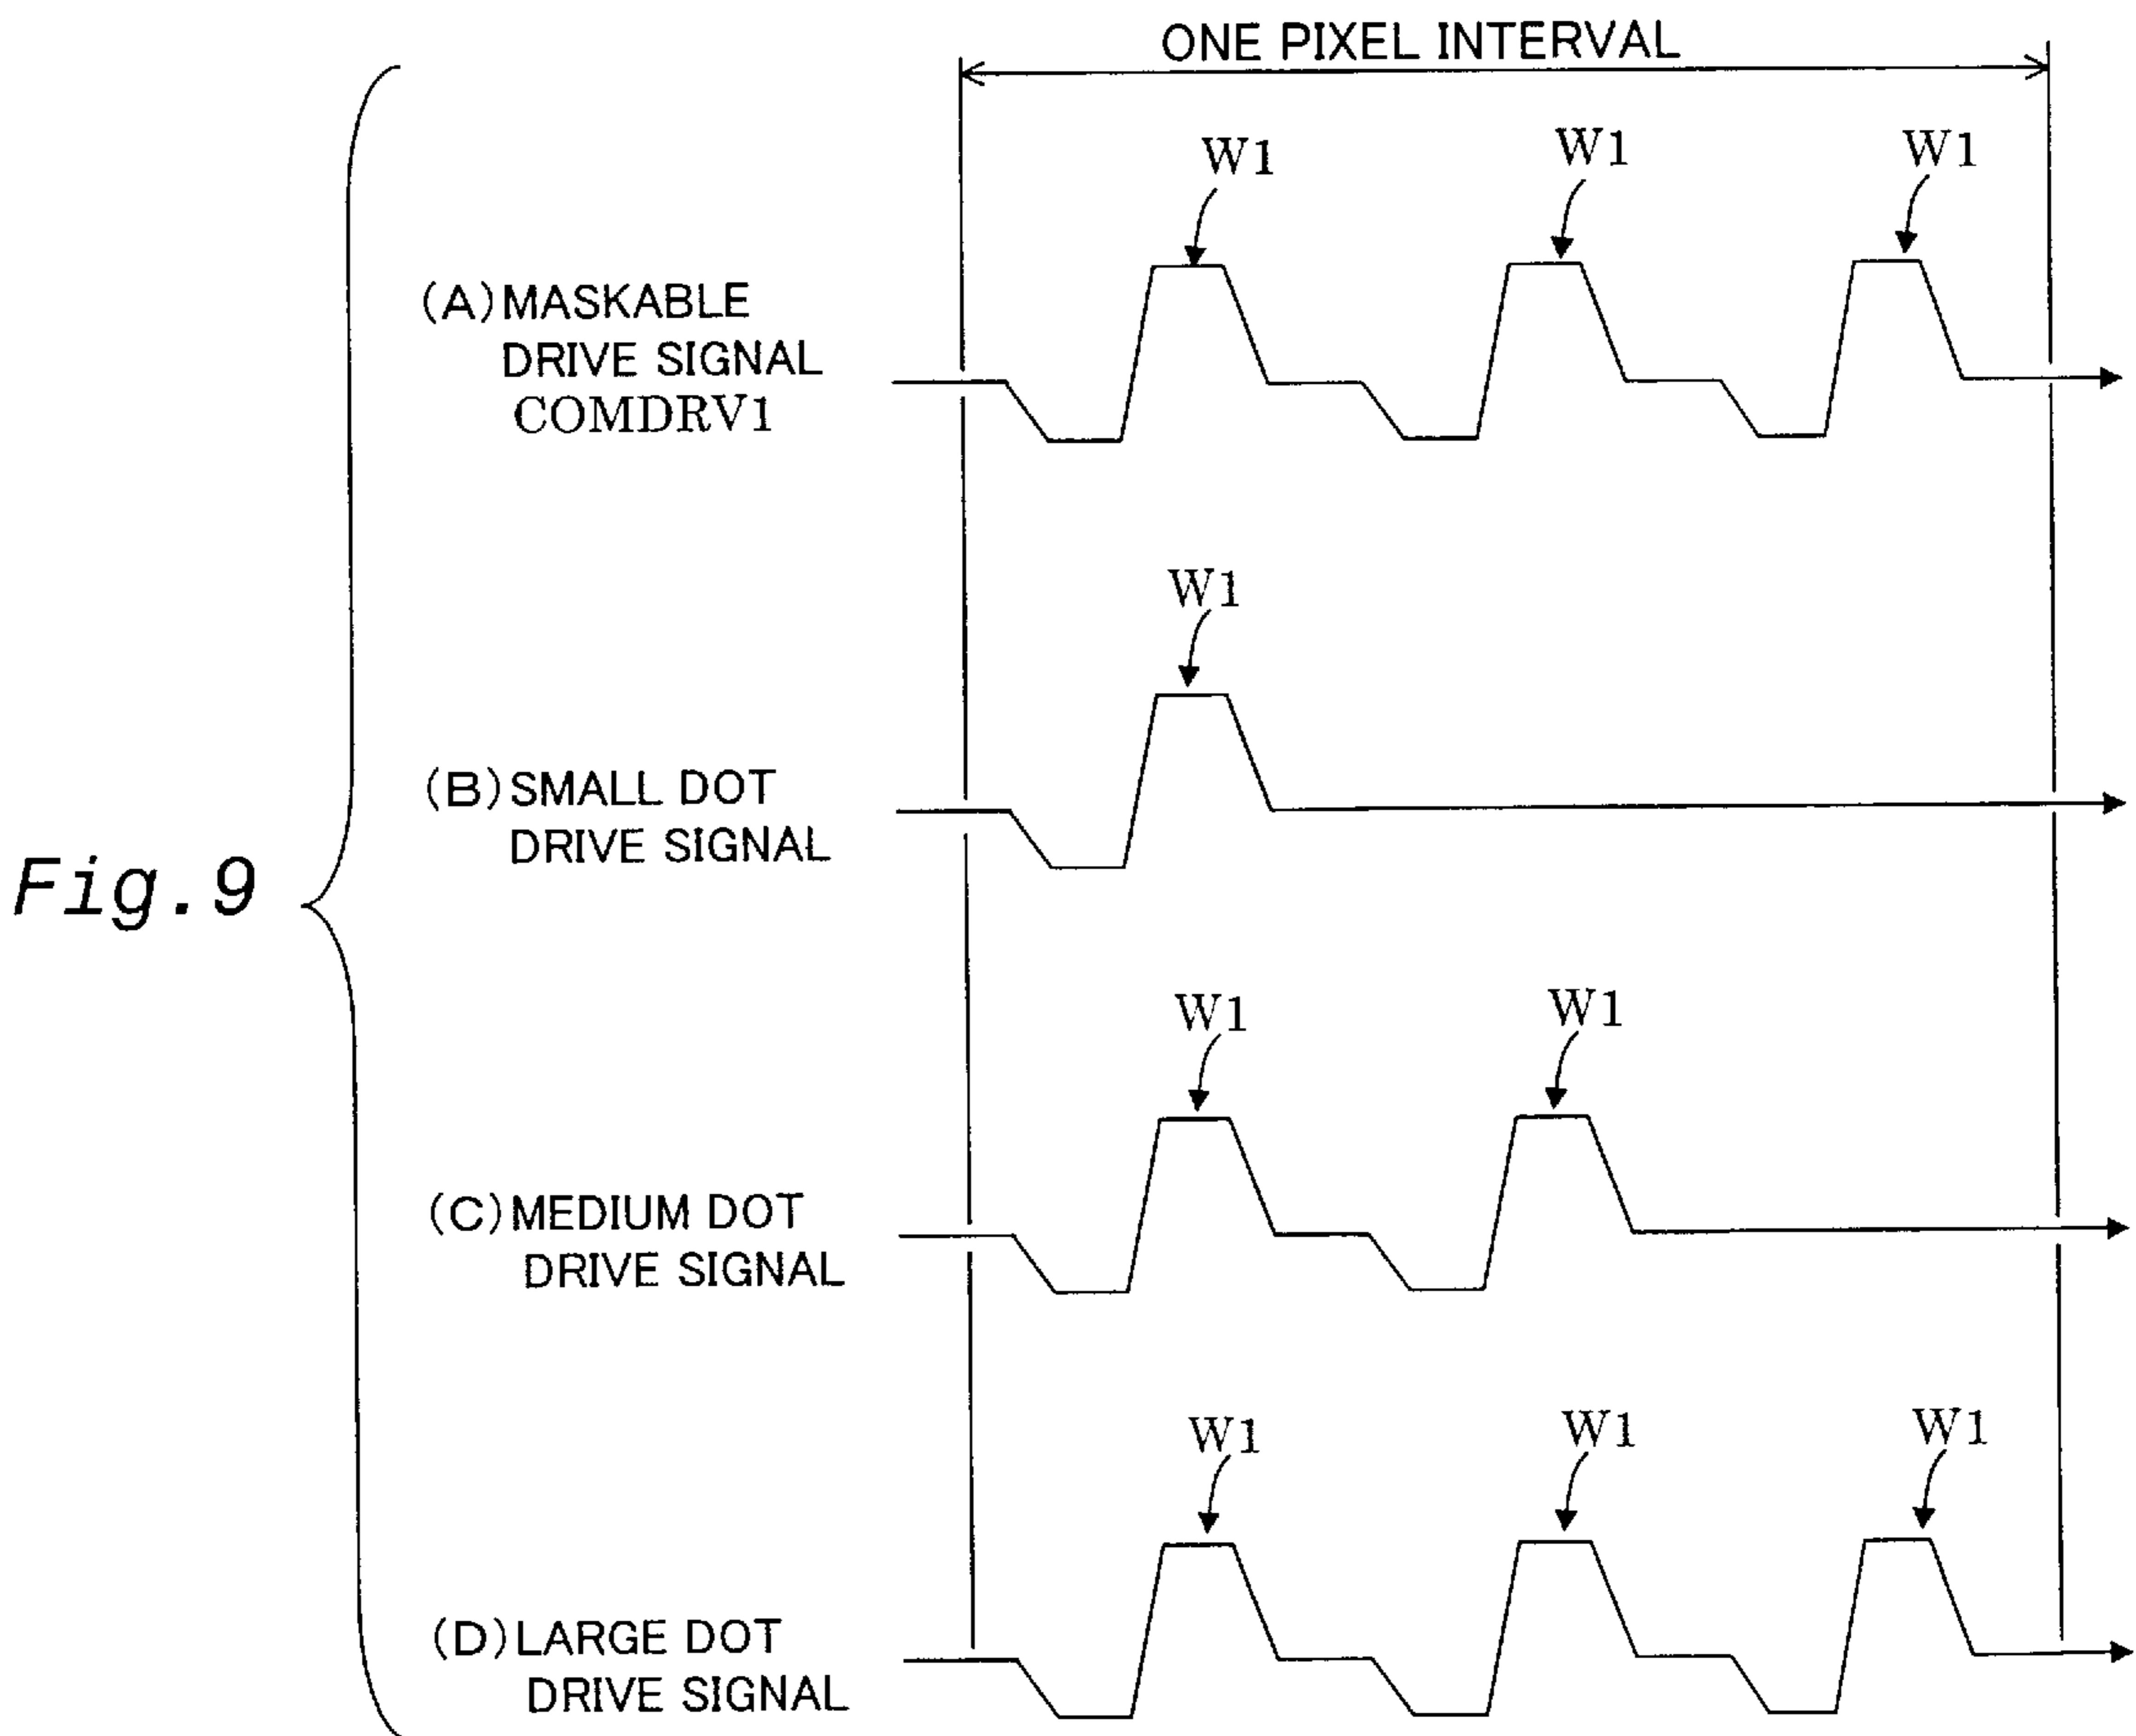 ONE PIXEL INTERVAL
W1 W1 W1
(A) MASKABLE
DRIVE SIGNAL
COMDRV1
W1
(B) SMALL DOT
DRIVE SIGNAL
Fig.9
W1 W1
(C) MEDIUM DOT
DRIVE SIGNAL
W1 W1 W1
(D) LARGE DOT
DRIVE SIGNAL